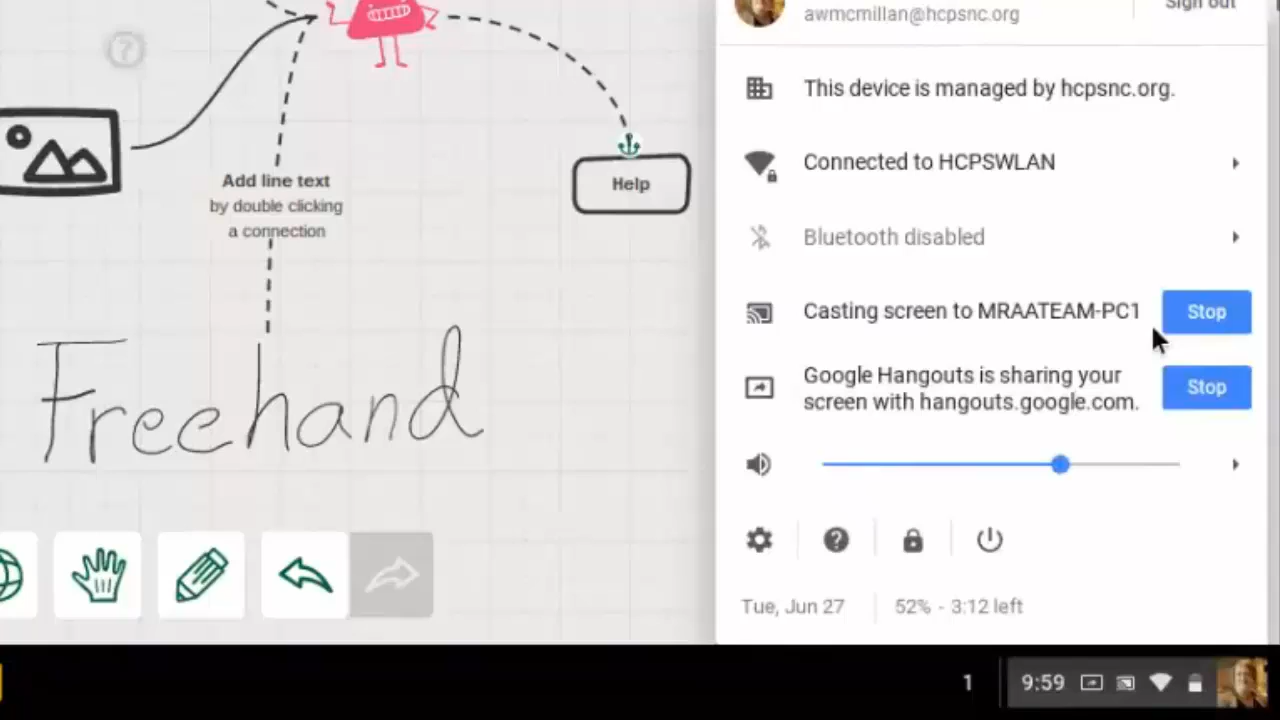 Sign out
awmcmillan@hcpsnc.org
This device is managed by hcpsnc.org.
Connected to HCPSWLAN
Bluetooth disabled
Casting screen to MRAATEAM-PC1
Stop
Google Hangouts is sharing your
screen with hangouts.google.com.
Stop
Tue, Jun 27
52% - 3:12 left
?
Add line text
by double clicking
a connection
Help
Freehand
1
9:59